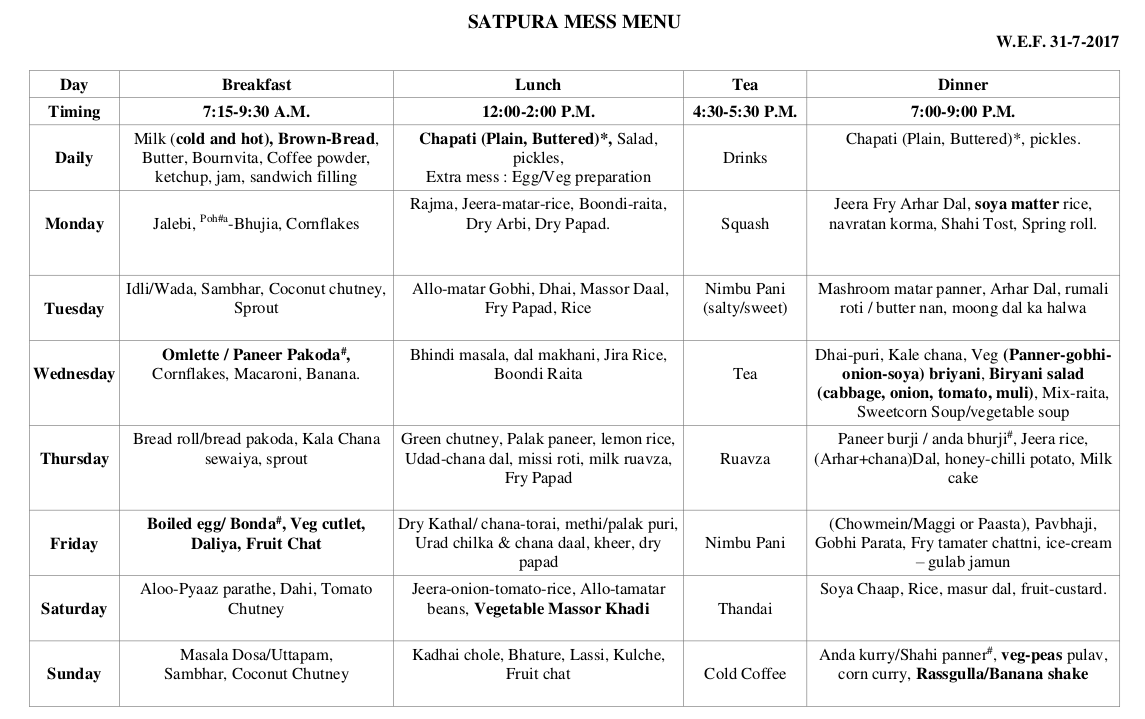 SATPURA MESS MENU
W.E.F. 31-7-2017
Day Breakfast Lunch Tea Dinner
Timing 7:15-9:30 A.M. 12:00-2:00 P.M. 4:30-5:30 P.M. 7:00-9:00 P.M.
Daily
Milk (cold and hot), Brown-Bread,
Butter, Bournvita, Coffee powder,
ketchup, jam, sandwich filling
Chapati (Plain, Buttered)*, Salad,
pickles,
Extra mess : Egg/Veg preparation
Drinks
Chapati (Plain, Buttered)*, pickles.
Monday
Jalebi, Poh#a-Bhujia, Cornflakes
Rajma, Jeera-matar-rice, Boondi-raita,
Dry Arbi, Dry Papad.
Squash
Jeera Fry Arhar Dal, soya matter rice,
navratan korma, Shahi Tost, Spring roll.
Tuesday
Idli/Wada, Sambhar, Coconut chutney,
Sprout
Allo-matar Gobhi, Dhai, Massor Daal,
Fry Papad, Rice
Nimbu Pani
(salty/sweet)
Mashroom matar panner, Arhar Dal, rumali
roti / butter nan, moong dal ka halwa
Wednesday
Omlette / Paneer Pakoda#,
Cornflakes, Macaroni, Banana.
Bhindi masala, dal makhani, Jira Rice,
Boondi Raita
Tea
Dhai-puri, Kale chana, Veg (Panner-gobhi-
onion-soya) briyani, Biryani salad
(cabbage, onion, tomato, muli), Mix-raita,
Sweetcorn Soup/vegetable soup
Thursday
Bread roll/bread pakoda, Kala Chana
sewaiya, sprout
Green chutney, Palak paneer, lemon rice,
Udad-chana dal, missi roti, milk ruavza,
Fry Papad
Ruavza
Paneer burji / anda bhurji#, Jeera rice,
(Arhar+chana)Dal, honey-chilli potato, Milk
cake
Friday
Boiled egg/ Bonda#, Veg cutlet,
Daliya, Fruit Chat
Dry Kathal/ chana-torai, methi/palak puri,
Urad chilka & chana daal, kheer, dry
papad
Nimbu Pani
(Chowmein/Maggi or Paasta), Pavbhaji,
Gobhi Parata, Fry tamater chattni, ice-cream
– gulab jamun
Saturday
Aloo-Pyaaz parathe, Dahi, Tomato
Chutney
Jeera-onion-tomato-rice, Allo-tamatar
beans, Vegetable Massor Khadi
Thandai
Soya Chaap, Rice, masur dal, fruit-custard.
Sunday
Masala Dosa/Uttapam,
Sambhar, Coconut Chutney
Kadhai chole, Bhature, Lassi, Kulche,
Fruit chat
Cold Coffee
Anda kurry/Shahi panner#, veg-peas pulav,
corn curry, Rassgulla/Banana shake